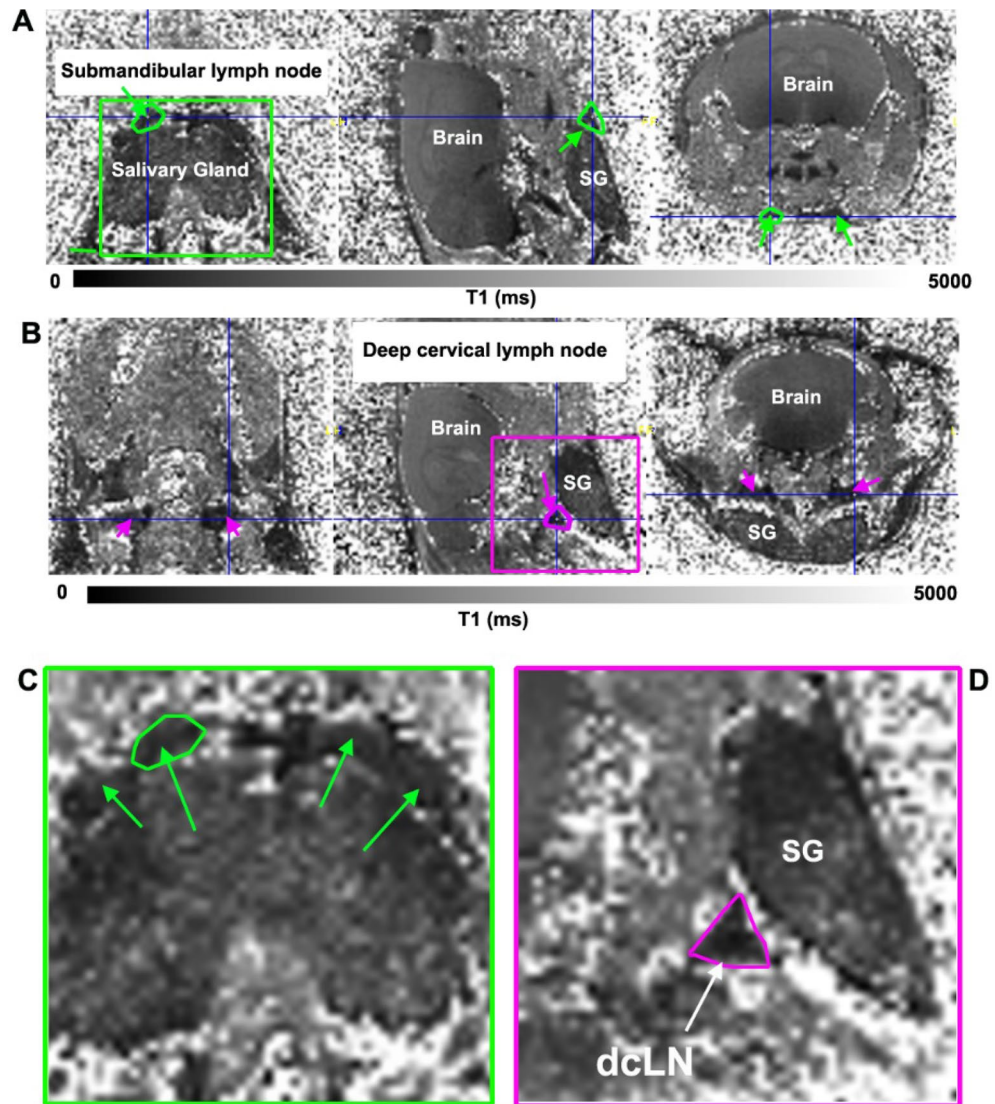 A
Submandibular lymph node
Salivary Gland
Brain
SG
Brain
0
5000
T1 (ms)
B
Deep cervical lymph node
Brain
SG
Brain
SG
0
5000
T1 (ms)
C
D
SG
dcLN